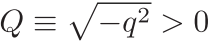 Q ≡ √−q² > 0